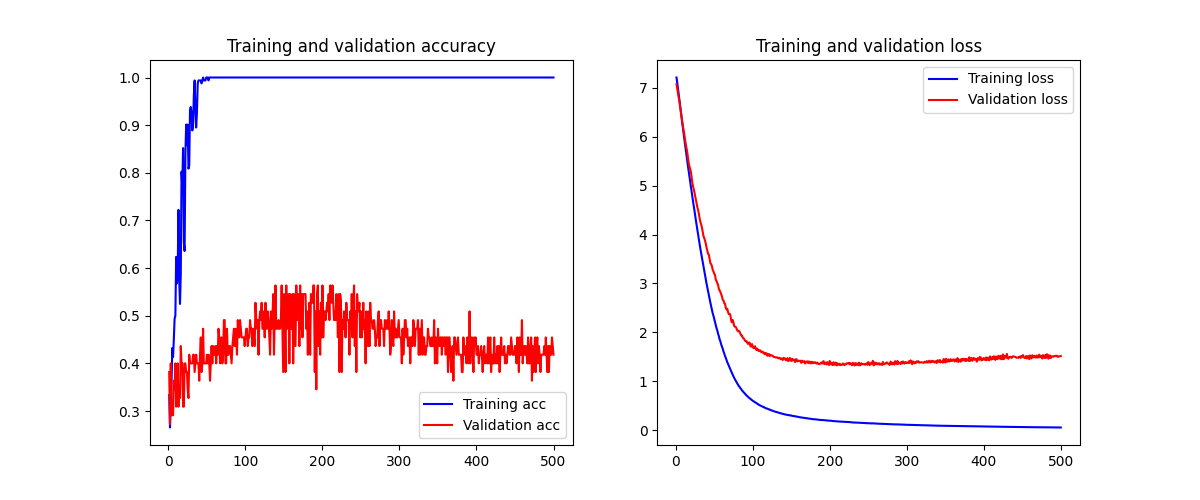 Training and validation accuracy
1.0
0.9
0.8
0.7
0.6
0.5
0.4
0.3
0 100 200 300 400 500
Training acc
Validation acc
Training and validation loss
7
6
5
4
3
2
1
0
0 100 200 300 400 500
Training loss
Validation loss